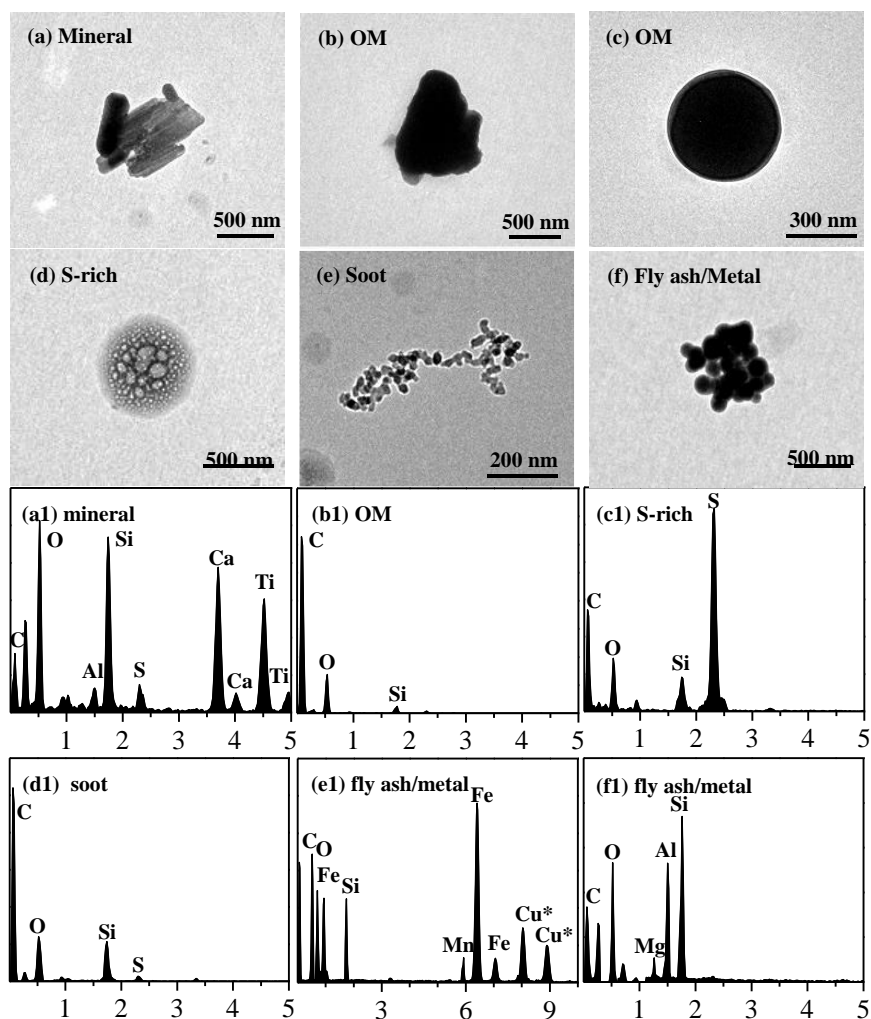 (a) Mineral
500 nm
(b) OM
500 nm
(c) OM
300 nm
(d) S-rich
500 nm
(e) Soot
200 nm
(f) Fly ash/Metal
500 nm
(a1) mineral
C
O
Al
Si
S
Ca
Ca
Ti
Ti
1 2 3 4 5
(b1) OM
C
O
Si
1 2 3 4 5
(c1) S-rich
C
O
Si
S
1 2 3 4 5
(d1) soot
C
O
Si
S
1 2 3 4 5
(e1) fly ash/metal
C
O
Fe
Si
Mn
Fe
Fe
Cu*
Cu*
3 6 9
(f1) fly ash/metal
C
O
Mg
Al
Si
1 2 3 4 5